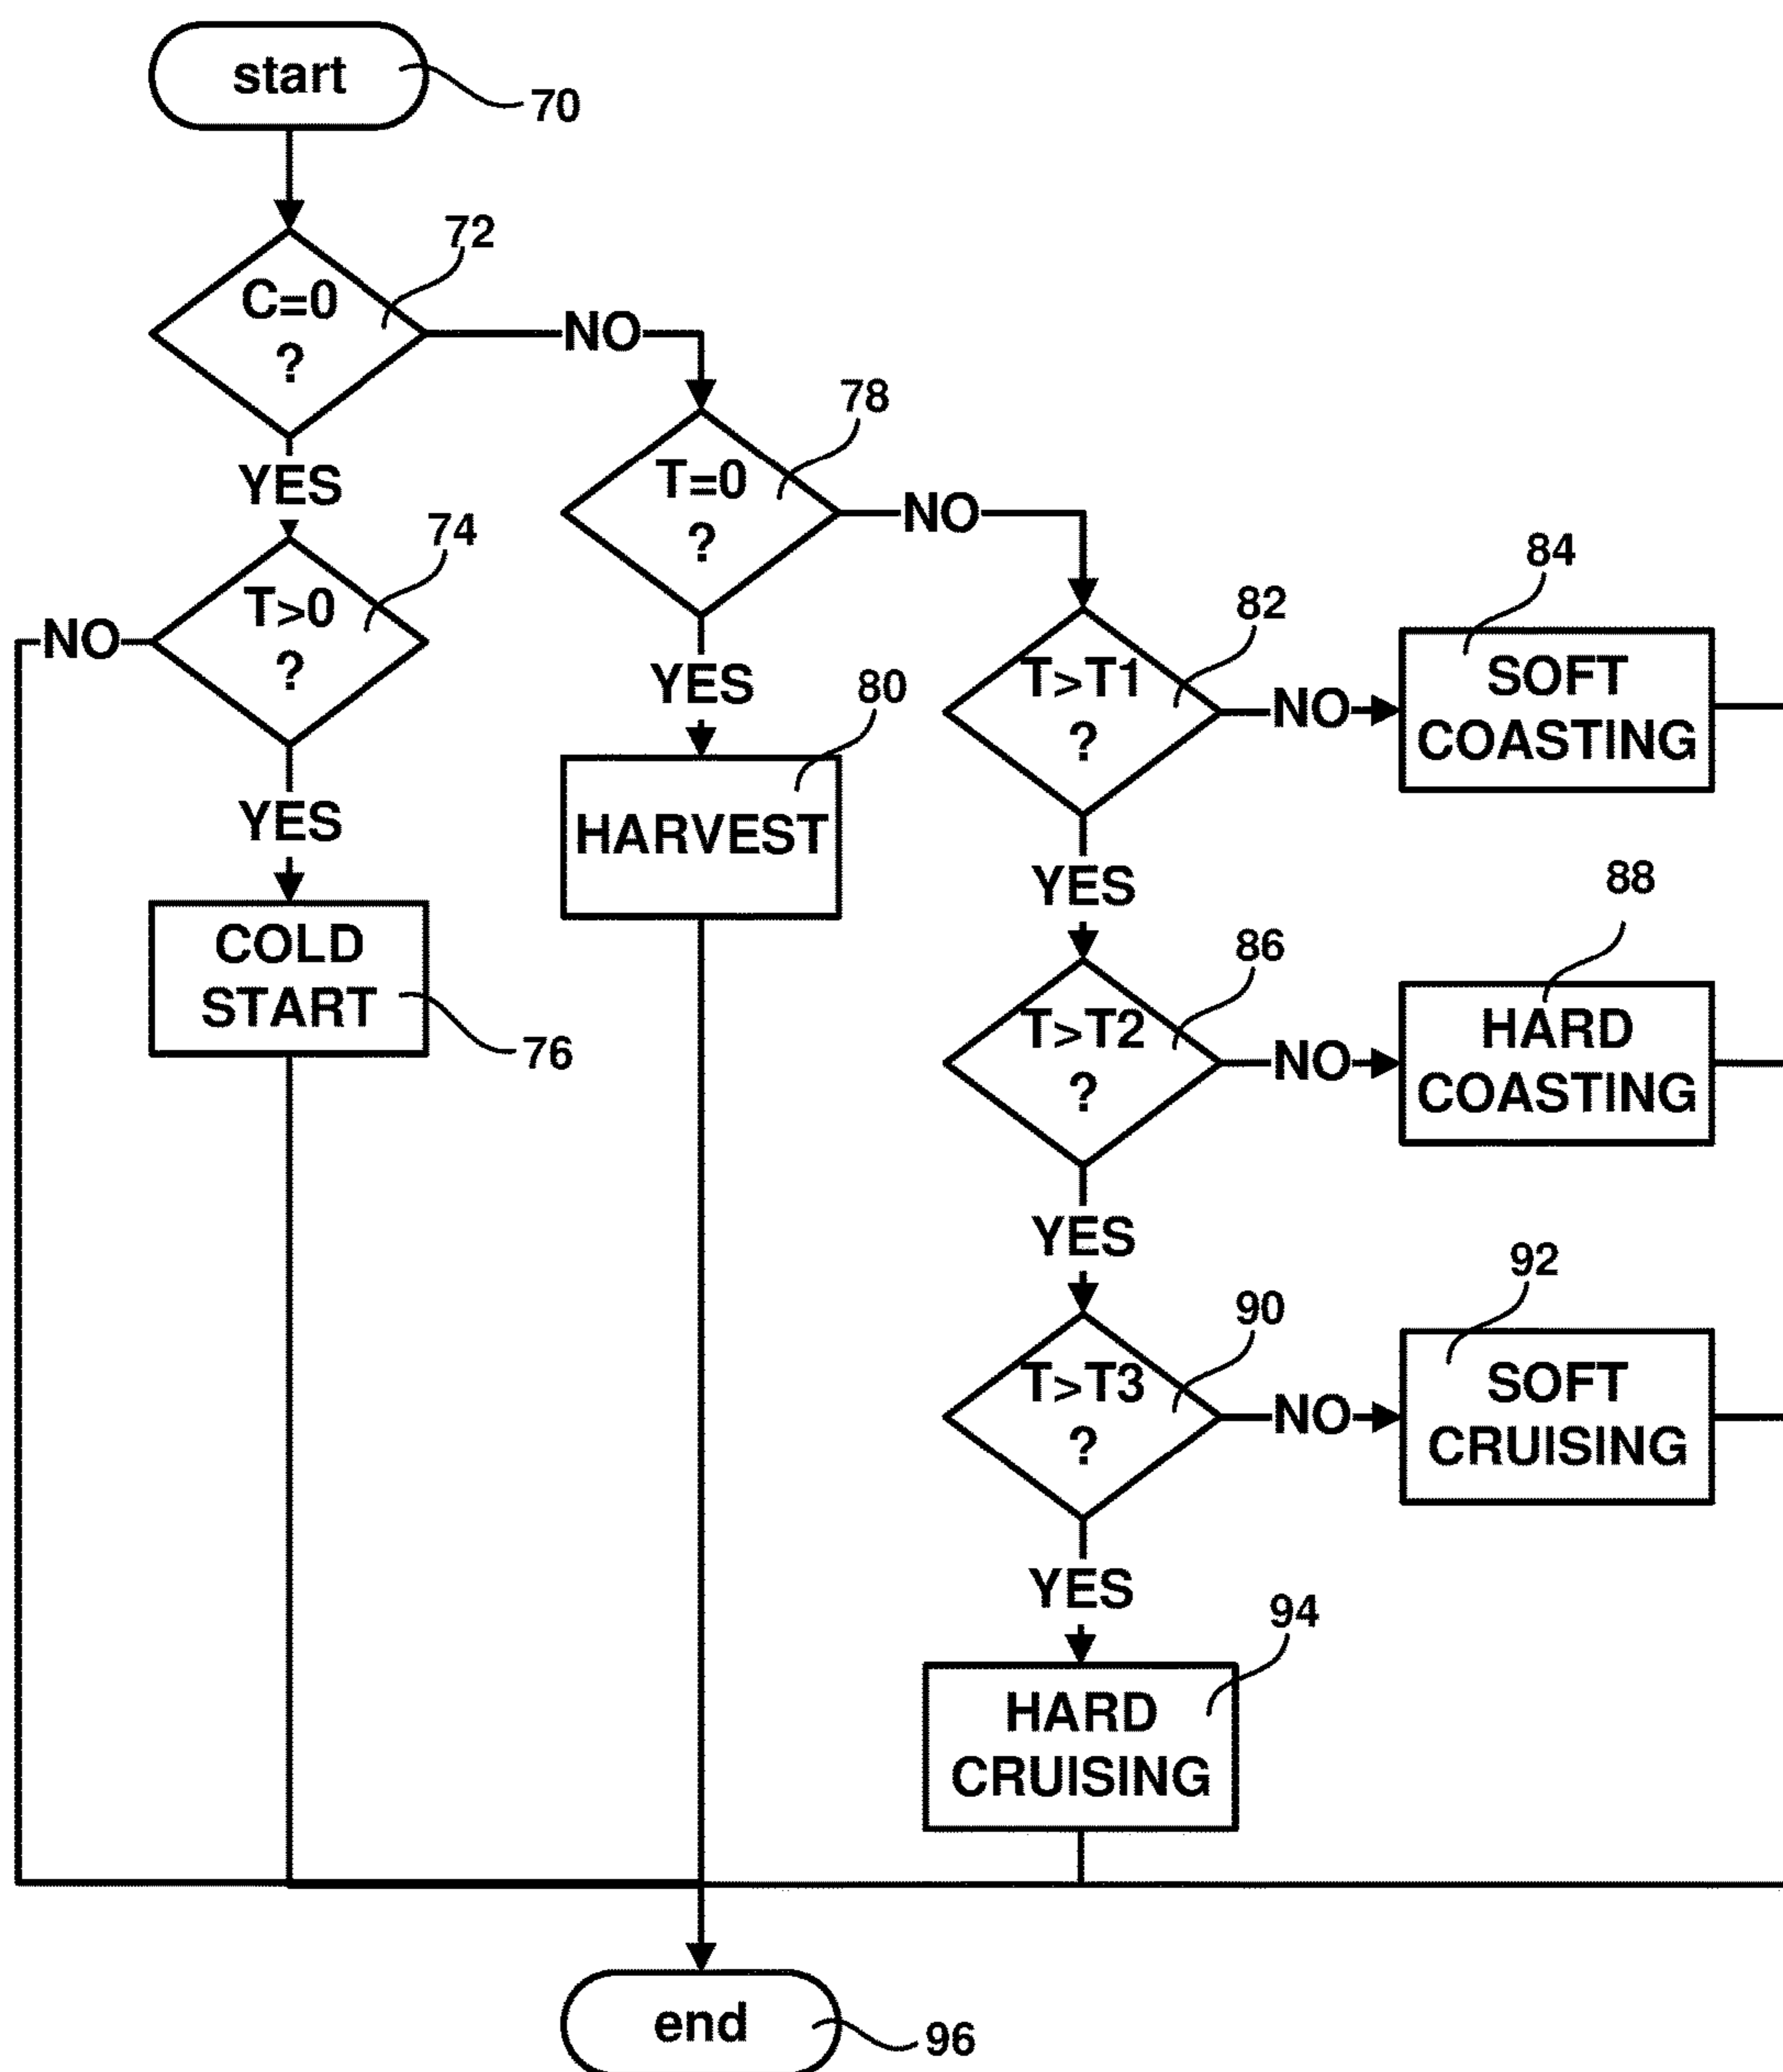 start
70
C=0
?
72
NO
YES
T=0
?
78
NO
YES
T>0
?
74
NO
YES
COLD
START
76
HARVEST
80
T>T1
?
82
NO
SOFT
COASTING
84
YES
T>T2
?
86
NO
HARD
COASTING
88
YES
T>T3
?
90
NO
SOFT
CRUISING
92
YES
HARD
CRUISING
94
end
96